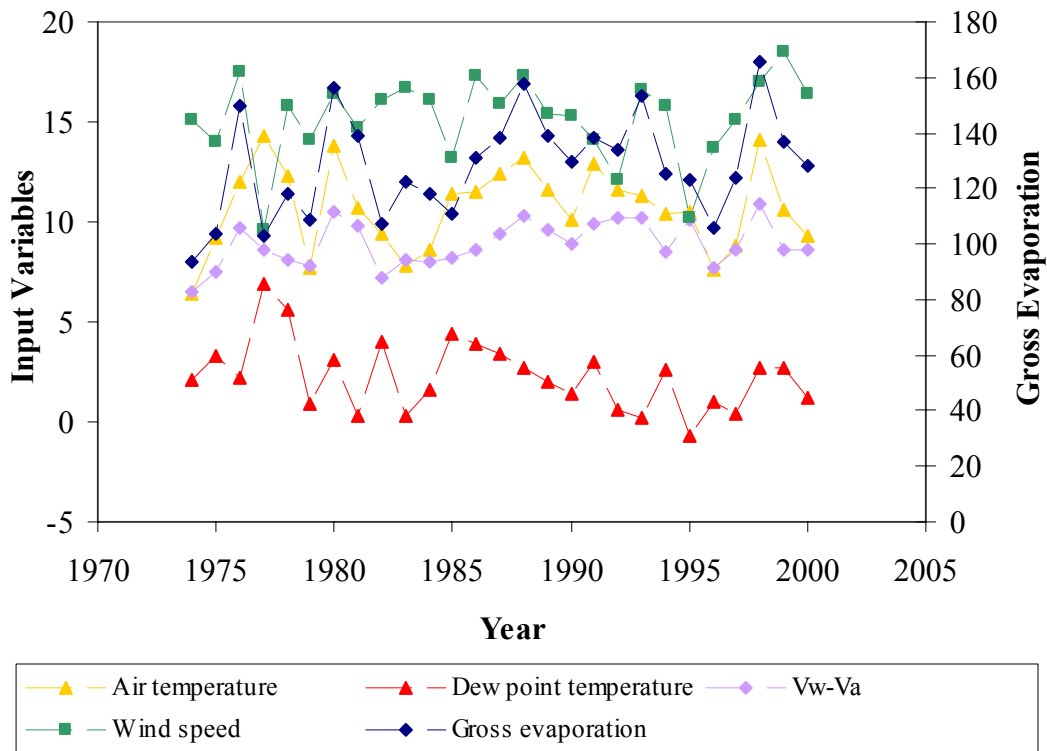 20
15
10
5
0
-5
Input Variables
180
160
140
120
100
80
60
40
20
0
Gross Evaporation
1970 1975 1980 1985 1990 1995 2000 2005
Year
Air temperature Dew point temperature Vw-Va
Wind speed Gross evaporation